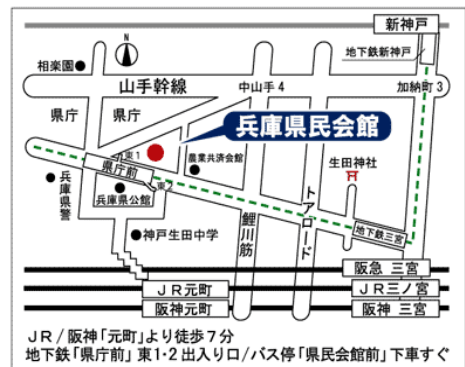 新神戸
地下鉄新神戸
N
相楽園
山手幹線
中山手4
加納町3
県庁
県庁
兵庫県民会館
東1
農業共済会館
生田神社
県庁前
東2
兵庫県警
兵庫県公館
神戸生田中学
鯉川筋
トアロード
地下鉄三宮
阪急 三宮
JR元町
JR三ノ宮
阪神元町
阪神 三宮
JR/阪神「元町」より徒歩7分
地下鉄「県庁前」東1・2出入り口/バス停「県民会館前」下車すぐ